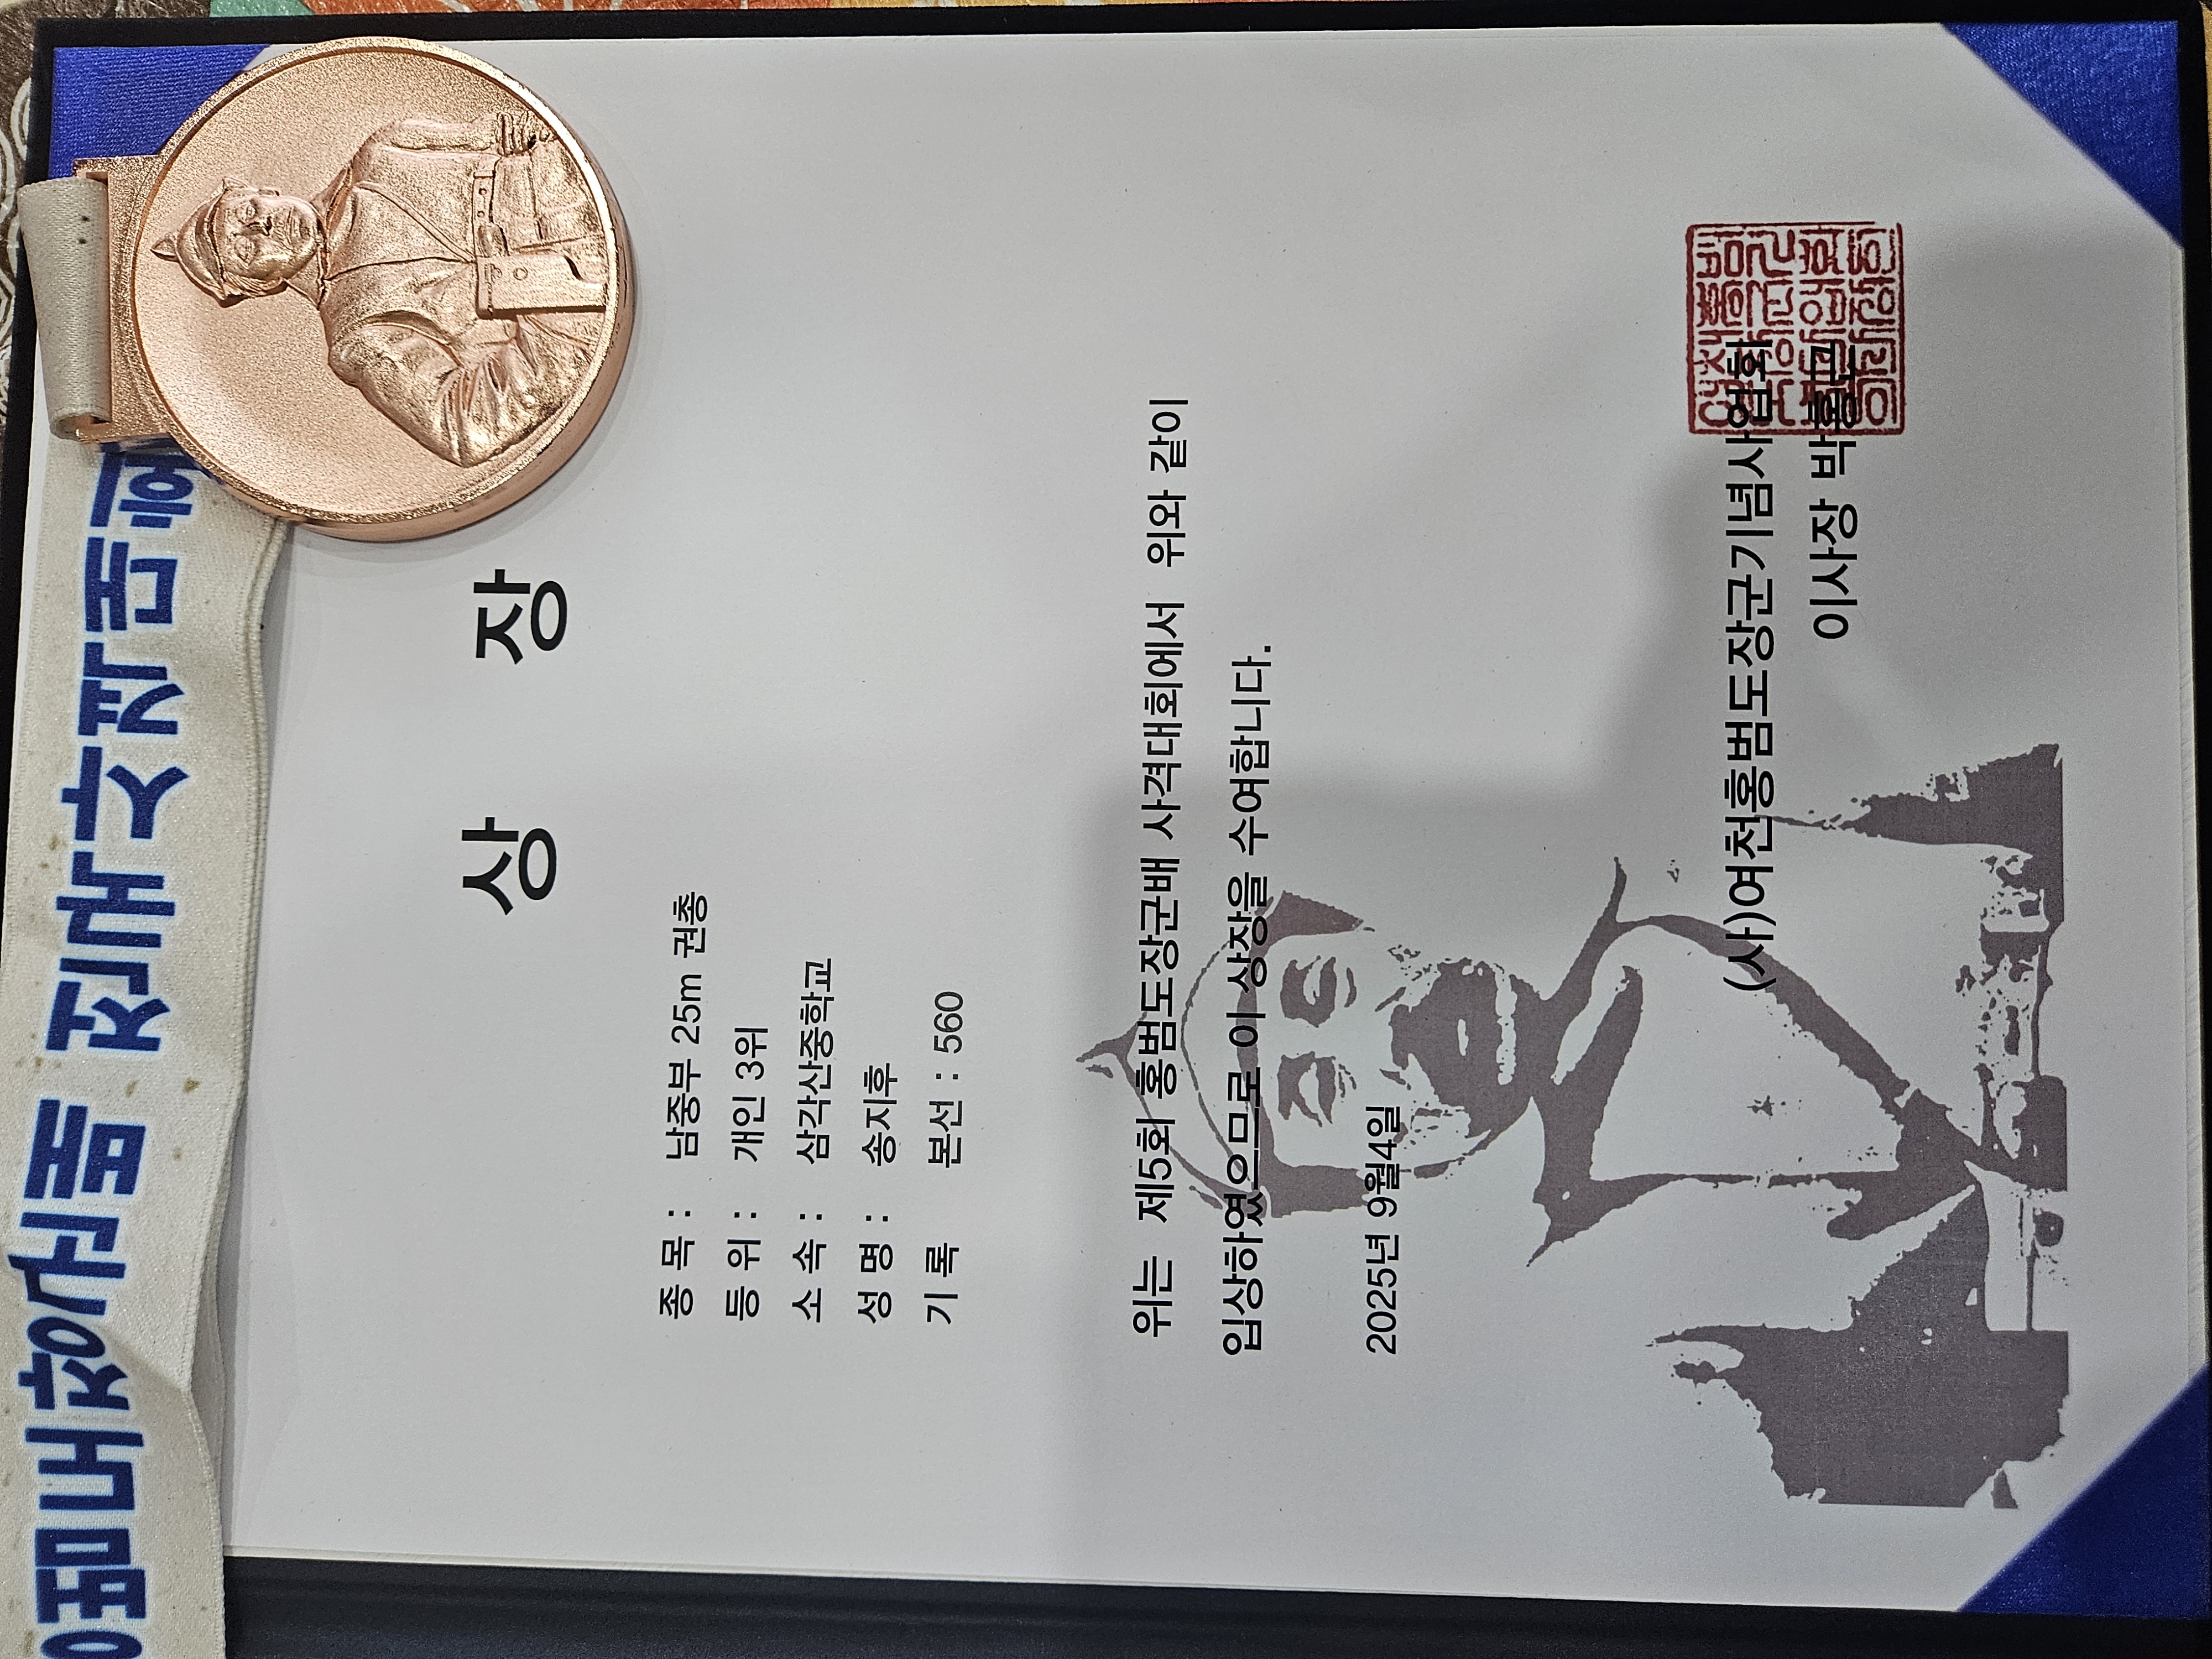 상 장
종 목 : 남중부 25m 권총
등 위 : 개인 3위
소 속 : 삼각산중학교
성 명 : 송지후
기 록 본선 : 560
위는 제5회 홍범도장군배 사격대회에서 위와 같이
입상하였으므로 이 상장을 수여합니다.
2025년 9월4일
(사)여천홍범도장군기념사업회
이사장 박홍근